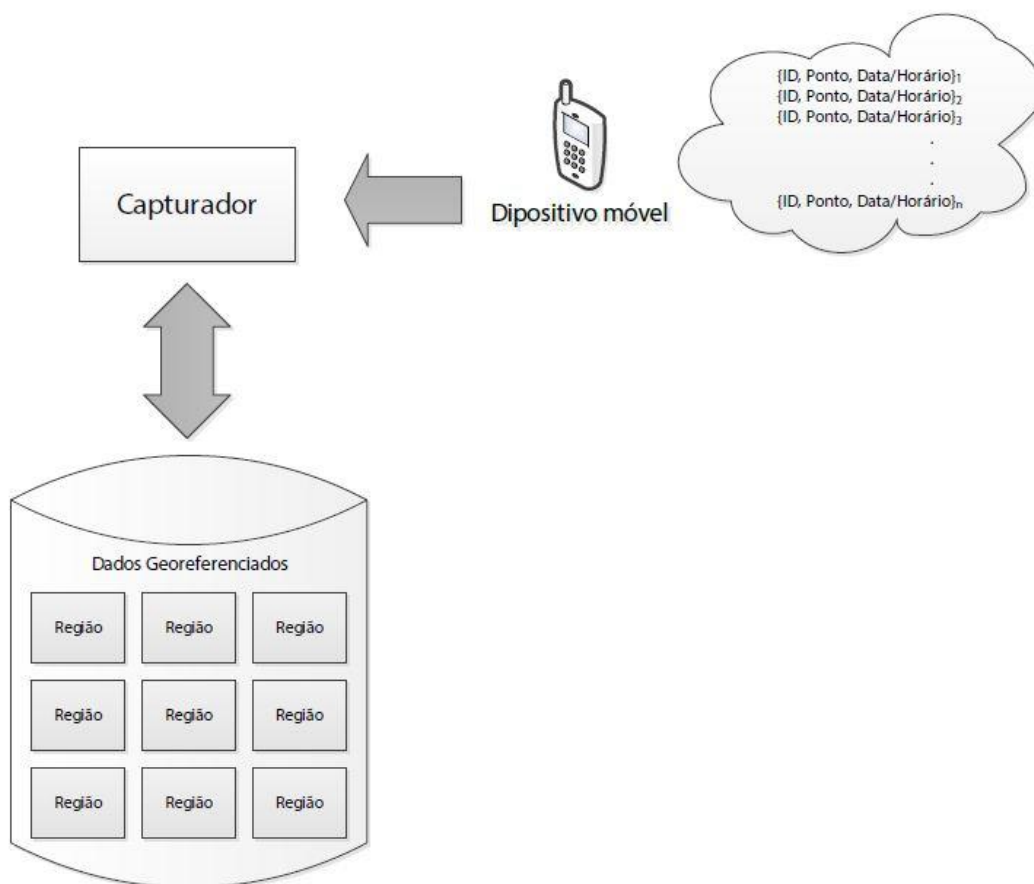 {ID, Ponto, Data/Horário}₁
{ID, Ponto, Data/Horário}₂
{ID, Ponto, Data/Horário}₃
.
.
.
{ID, Ponto, Data/Horário}ₙ
Capturador
Dipositivo móvel
Dados Georeferenciados
Região Região Região
Região Região Região
Região Região Região